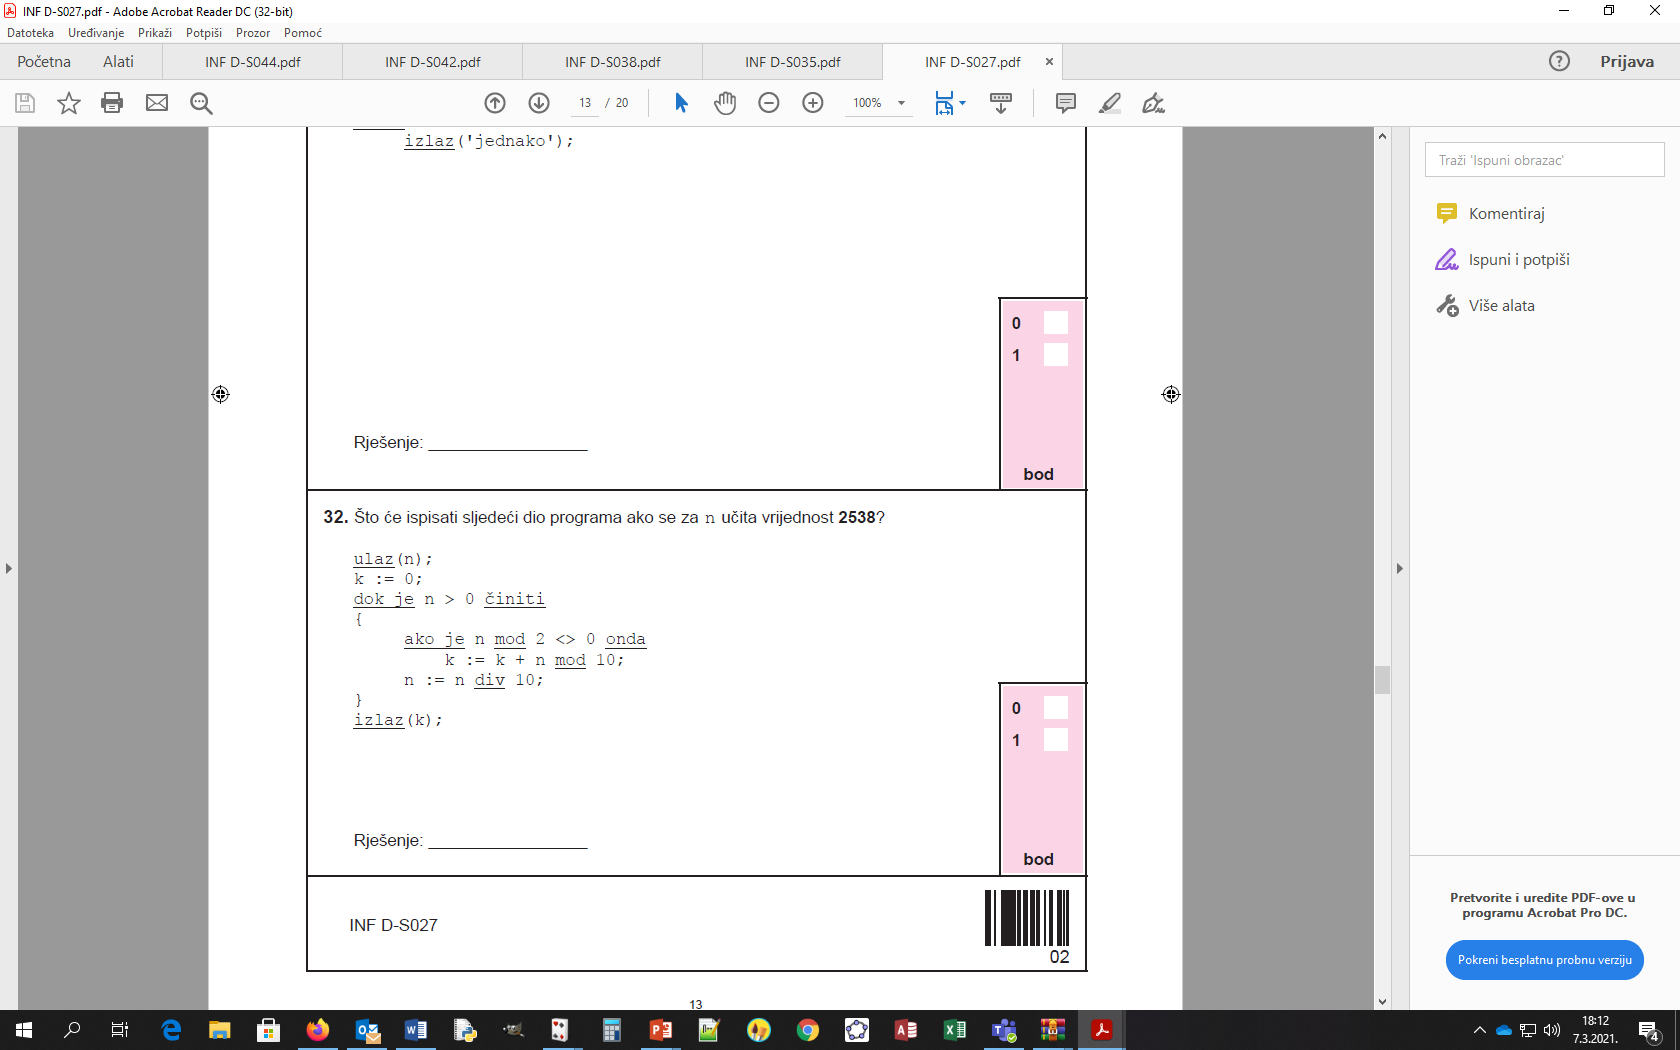 INF D-S027.pdf - Adobe Acrobat Reader DC (32-bit)
Datoteka Uređivanje Prikaži Potpiši Prozor Pomoć
Početna Alati INF D-S044.pdf INF D-S042.pdf INF D-S038.pdf INF D-S035.pdf INF D-S027.pdf ×
? Prijava
13 / 20 100%
izlaz('jednako');
0
1
Rješenje: __________________
bod
32. Što će ispisati sljedeći dio programa ako se za n učita vrijednost 2538?
ulaz(n);
k := 0;
dok je n > 0 činiti
{
ako je n mod 2 <> 0 onda
k := k + n mod 10;
n := n div 10;
}
izlaz(k);
0
1
Rješenje: __________________
bod
INF D-S027
02
13
Traži 'Ispuni obrazac'
Komentiraj
Ispuni i potpiši
Više alata
Pretvorite i uredite PDF-ove u
programu Acrobat Pro DC.
Pokreni besplatnu probnu verziju
18:12
7.3.2021.
4